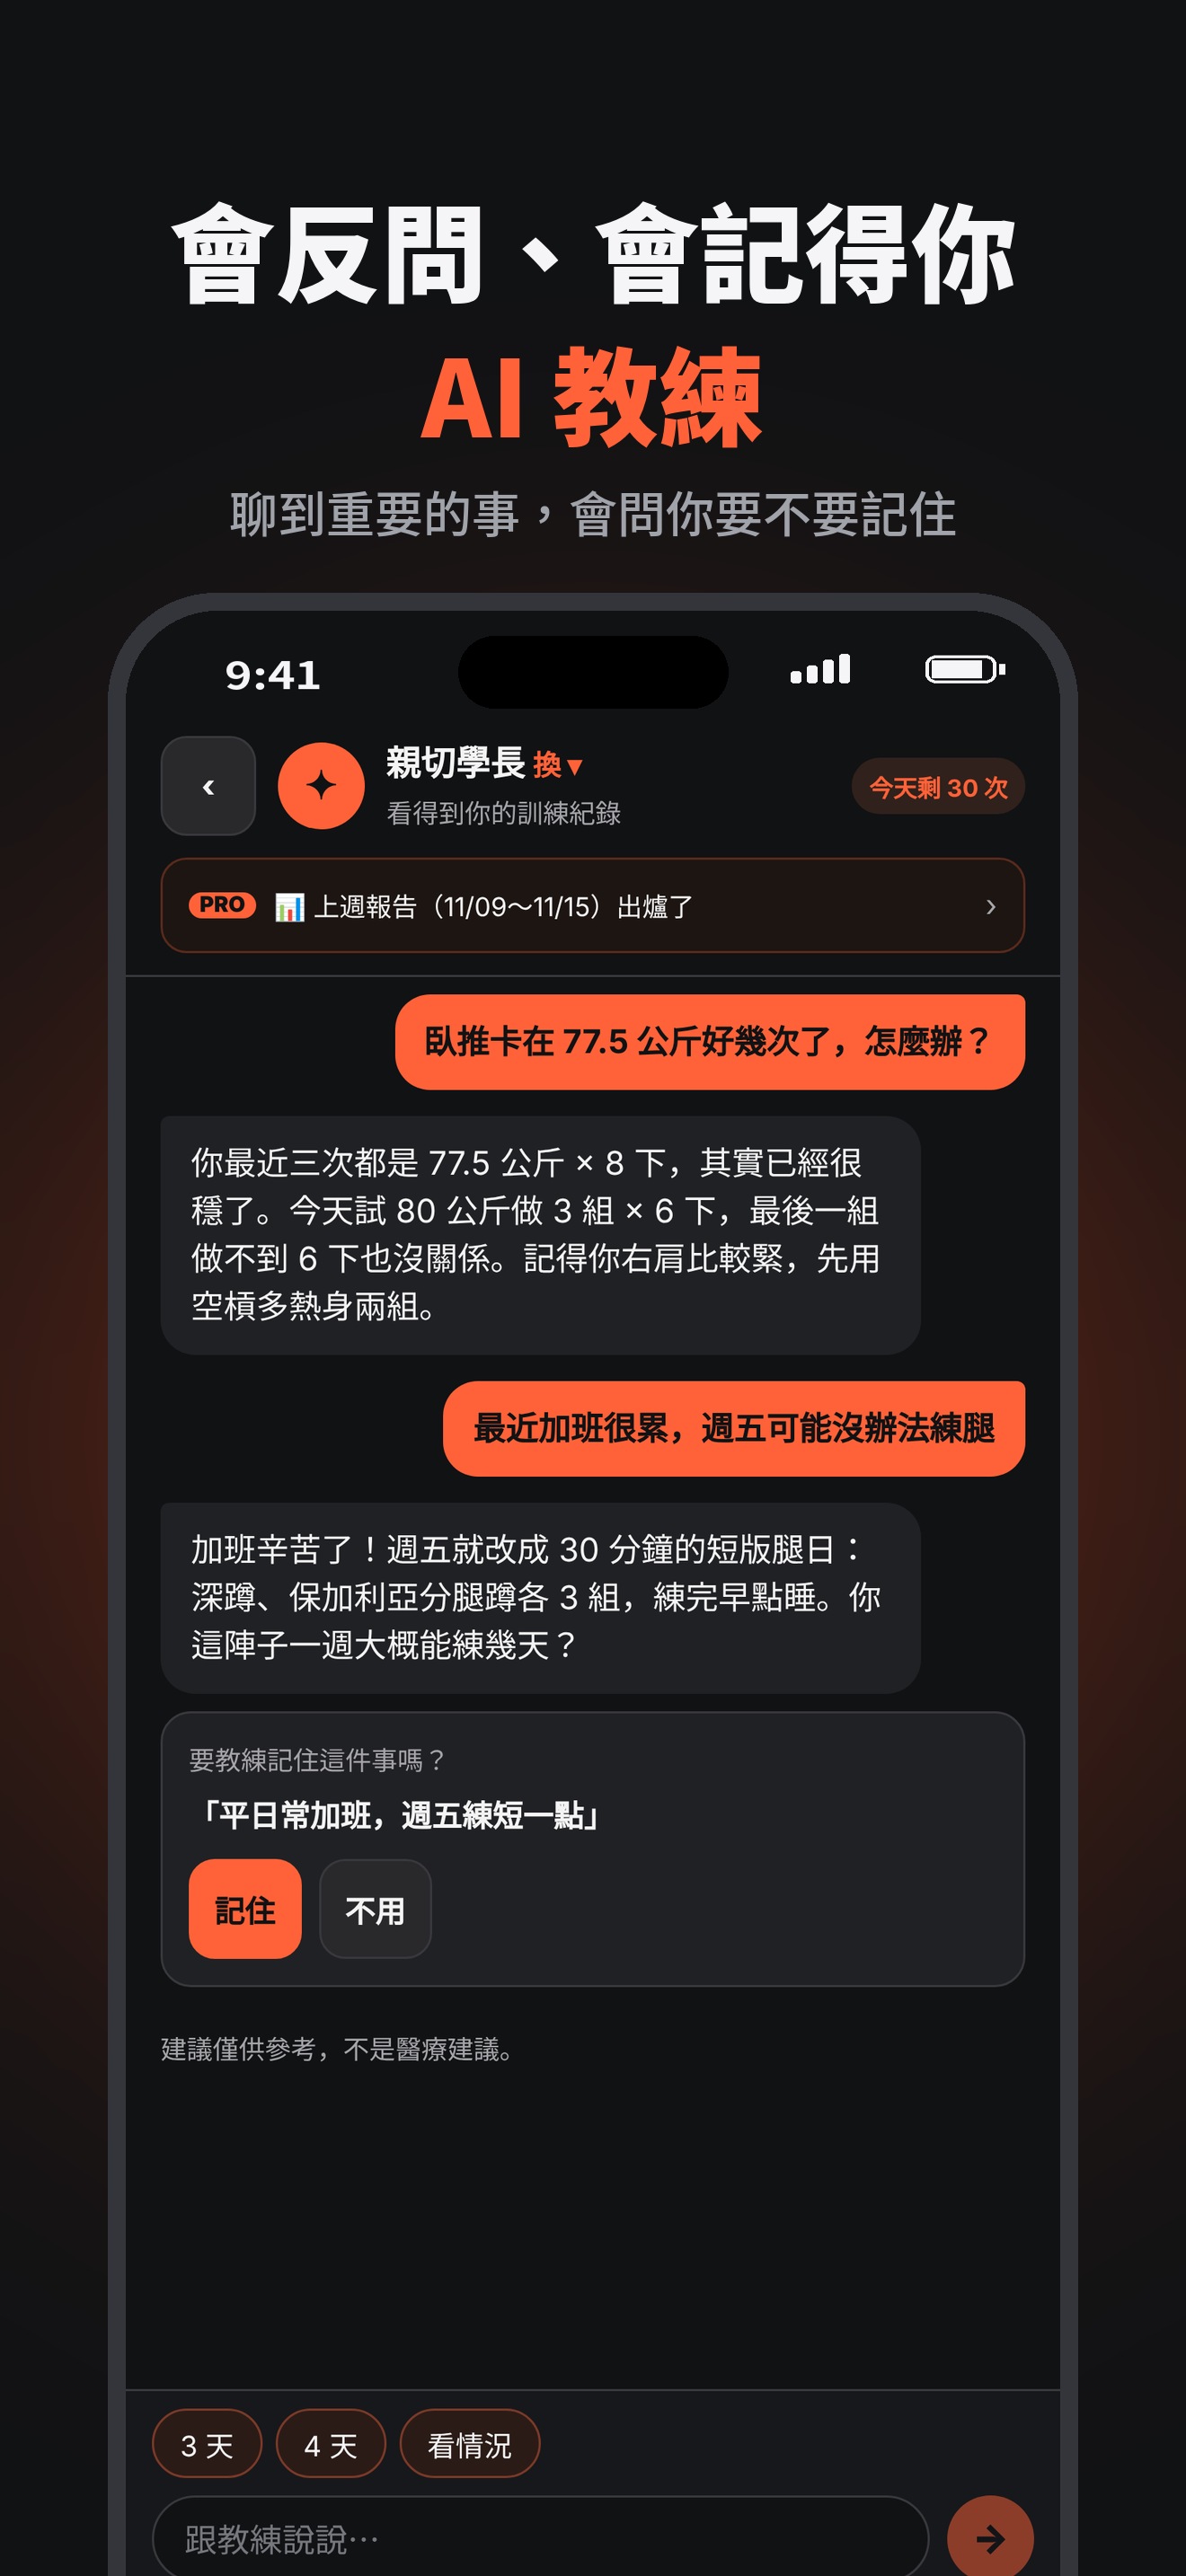 會反問、會記得你
AI 教練
聊到重要的事，會問你要不要記住
9:41
‹
親切學長 換 ▾
看得到你的訓練紀錄
今天剩 30 次
PRO 📊 上週報告（11/09～11/15）出爐了 ›
臥推卡在 77.5 公斤好幾次了，怎麼辦？
你最近三次都是 77.5 公斤 × 8 下，其實已經很
穩了。今天試 80 公斤做 3 組 × 6 下，最後一組
做不到 6 下也沒關係。記得你右肩比較緊，先用
空槓多熱身兩組。
最近加班很累，週五可能沒辦法練腿
加班辛苦了！週五就改成 30 分鐘的短版腿日：
深蹲、保加利亞分腿蹲各 3 組，練完早點睡。你
這陣子一週大概能練幾天？
要教練記住這件事嗎？
「平日常加班，週五練短一點」
記住
不用
建議僅供參考，不是醫療建議。
3 天
4 天
看情況
跟教練說說⋯
→